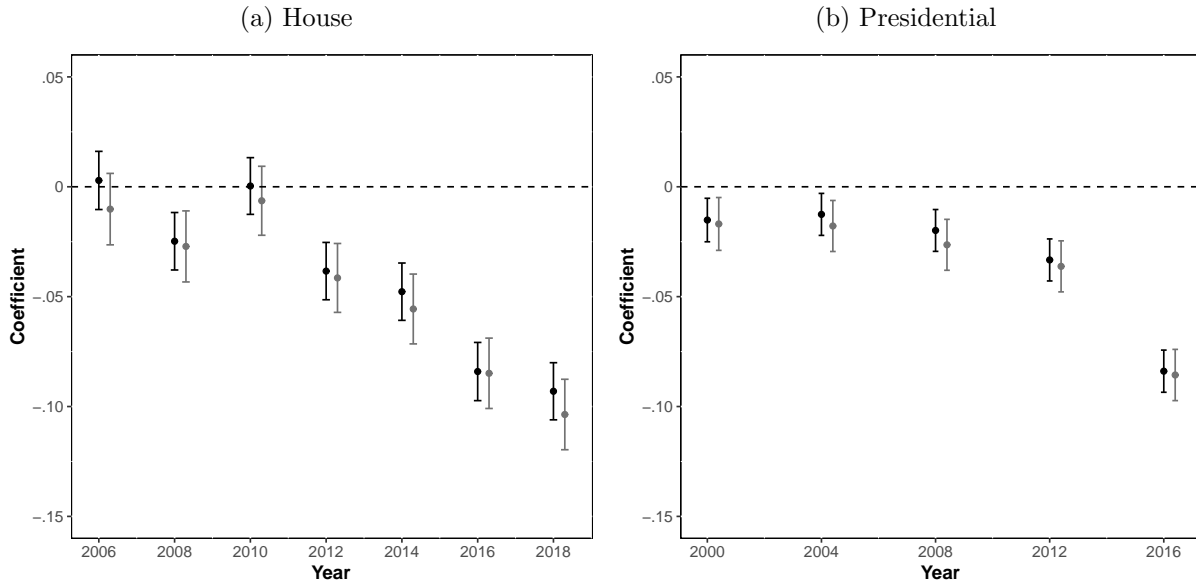 (a) House
.05
0
−.05
−.10
−.15
Coefficient
2006 2008 2010 2012 2014 2016 2018
Year
(b) Presidential
.05
0
−.05
−.10
−.15
Coefficient
2000 2004 2008 2012 2016
Year